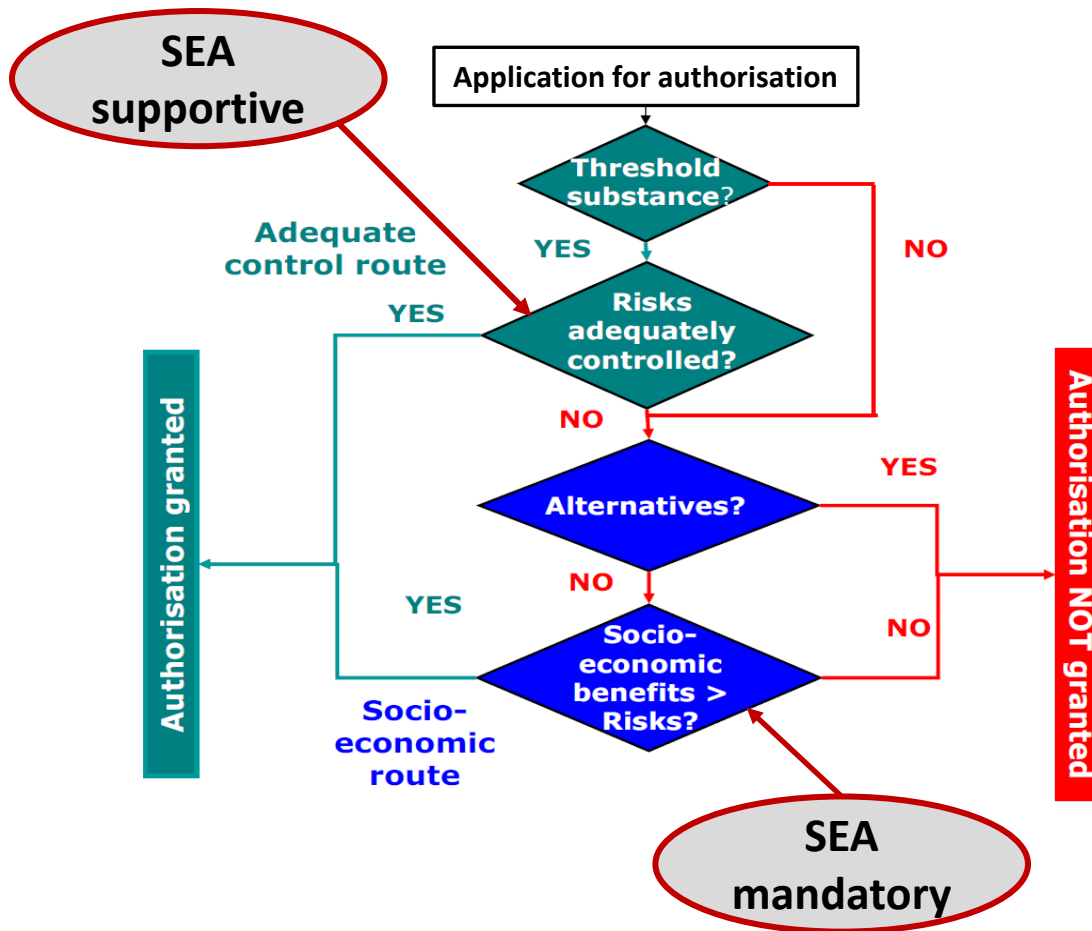 SEA
supportive
Application for authorisation
Threshold
substance?
Adequate
control route
YES
NO
YES
Risks
adequately
controlled?
NO
YES
Alternatives?
NO
YES
NO
Socio-
economic
benefits >
Risks?
Socio-
economic
route
Authorisation granted
Authorisation NOT granted
SEA
mandatory